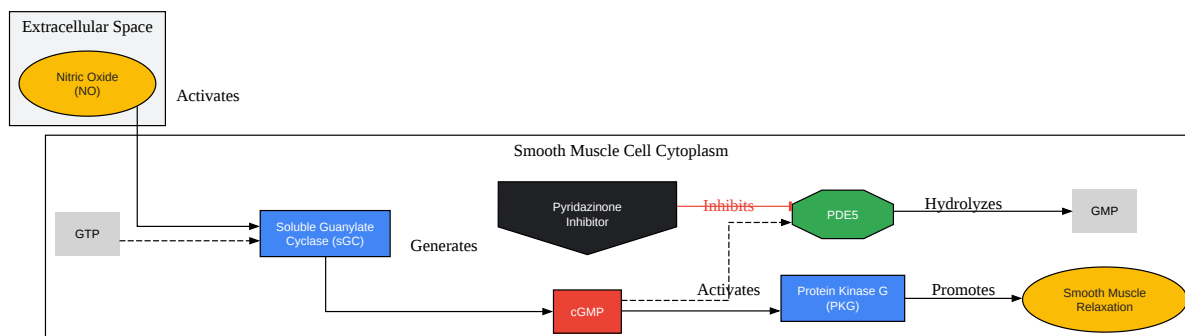 Extracellular Space
Nitric Oxide
(NO)
Activates
Smooth Muscle Cell Cytoplasm
Pyridazinone
Inhibitor
Inhibits
PDE5
Hydrolyzes
GMP
GTP
Soluble Guanylate
Cyclase (sGC)
Generates
cGMP
Activates
Protein Kinase G
(PKG)
Promotes
Smooth Muscle
Relaxation